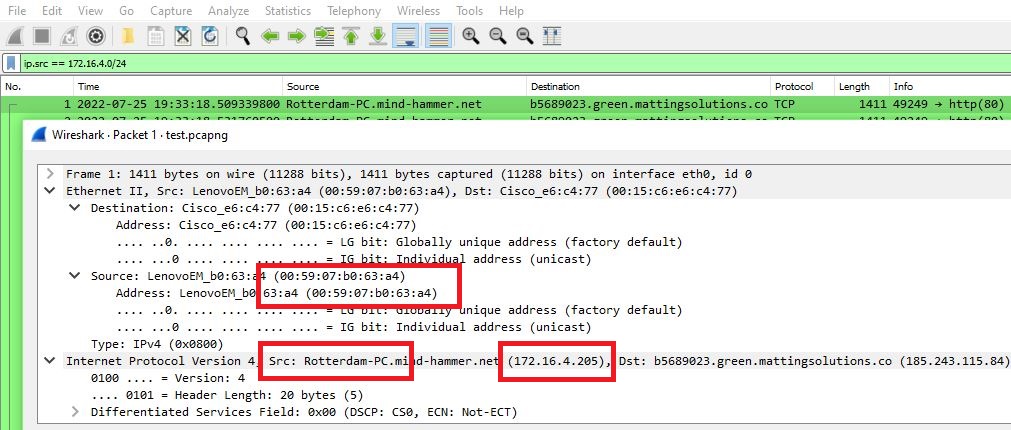 File Edit View Go Capture Analyze Statistics Telephony Wireless Tools Help
ip.src == 172.16.4.0/24
No. Time Source Destination Protocol Length Info
1 2022-07-25 19:33:18.509339800 Rotterdam-PC.mind-hammer.net b5689023.green.mattingsolutions.co TCP 1411 49249 → http(80)
Wireshark · Packet 1 · test.pcapng
Frame 1: 1411 bytes on wire (11288 bits), 1411 bytes captured (11288 bits) on interface eth0, id 0
Ethernet II, Src: LenovoEM_b0:63:a4 (00:59:07:b0:63:a4), Dst: Cisco_e6:c4:77 (00:15:c6:e6:c4:77)
Destination: Cisco_e6:c4:77 (00:15:c6:e6:c4:77)
Address: Cisco_e6:c4:77 (00:15:c6:e6:c4:77)
.... ..0. .... .... .... .... = LG bit: Globally unique address (factory default)
.... ...0 .... .... .... .... = IG bit: Individual address (unicast)
Source: LenovoEM_b0:63:a4 (00:59:07:b0:63:a4)
Address: LenovoEM_b0:63:a4 (00:59:07:b0:63:a4)
.... ..0. .... .... .... .... = LG bit: Globally unique address (factory default)
.... ...0 .... .... .... .... = IG bit: Individual address (unicast)
Type: IPv4 (0x0800)
Internet Protocol Version 4, Src: Rotterdam-PC.mind-hammer.net (172.16.4.205), Dst: b5689023.green.mattingsolutions.co (185.243.115.84)
0100 .... = Version: 4
.... 0101 = Header Length: 20 bytes (5)
Differentiated Services Field: 0x00 (DSCP: CS0, ECN: Not-ECT)